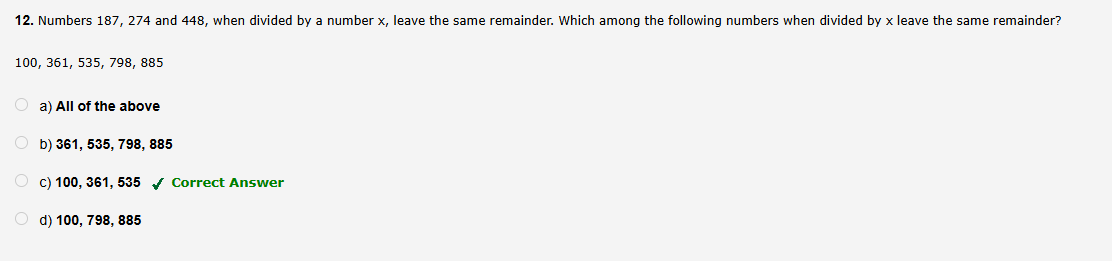 12. Numbers 187, 274 and 448, when divided by a number x, leave the same remainder. Which among the following numbers when divided by x leave the same remainder?
100, 361, 535, 798, 885
a) All of the above
b) 361, 535, 798, 885
c) 100, 361, 535 ✓ Correct Answer
d) 100, 798, 885